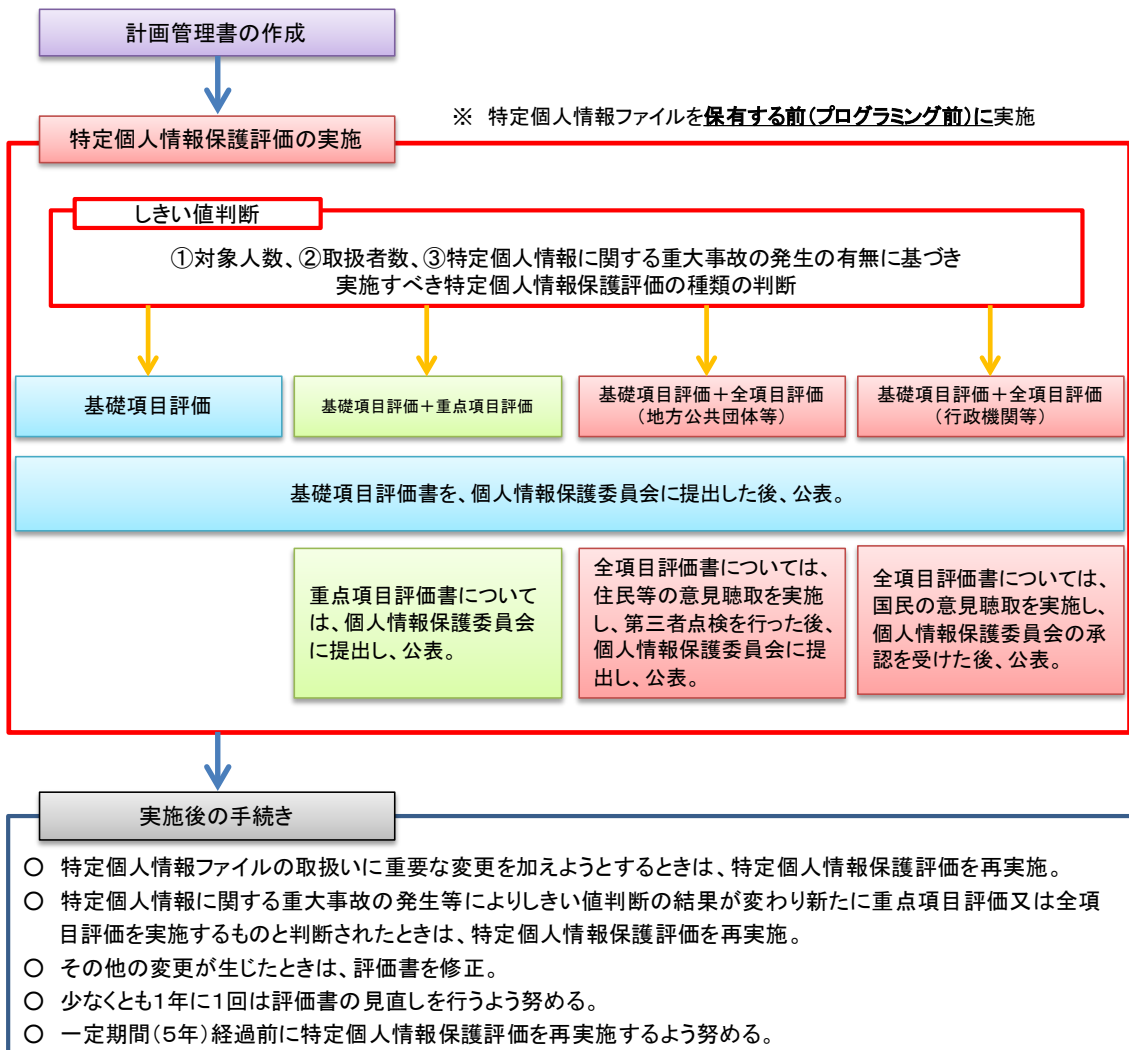 計画管理書の作成
※ 特定個人情報ファイルを保有する前(プログラミング前)に実施
特定個人情報保護評価の実施
しきい値判断
①対象人数、②取扱者数、③特定個人情報に関する重大事故の発生の有無に基づき
実施すべき特定個人情報保護評価の種類の判断
基礎項目評価
基礎項目評価＋重点項目評価
基礎項目評価＋全項目評価
(地方公共団体等)
基礎項目評価＋全項目評価
(行政機関等)
基礎項目評価書を、個人情報保護委員会に提出した後、公表。
重点項目評価書について
は、個人情報保護委員会
に提出し、公表。
全項目評価書については、
住民等の意見聴取を実施
し、第三者点検を行った後、
個人情報保護委員会に提
出し、公表。
全項目評価書については、
国民の意見聴取を実施し、
個人情報保護委員会の承
認を受けた後、公表。
実施後の手続き
○ 特定個人情報ファイルの取扱いに重要な変更を加えようとするときは、特定個人情報保護評価を再実施。
○ 特定個人情報に関する重大事故の発生等によりしきい値判断の結果が変わり新たに重点項目評価又は全項
目評価を実施するものと判断されたときは、特定個人情報保護評価を再実施。
○ その他の変更が生じたときは、評価書を修正。
○ 少なくとも1年に1回は評価書の見直しを行うよう努める。
○ 一定期間(5年)経過前に特定個人情報保護評価を再実施するよう努める。